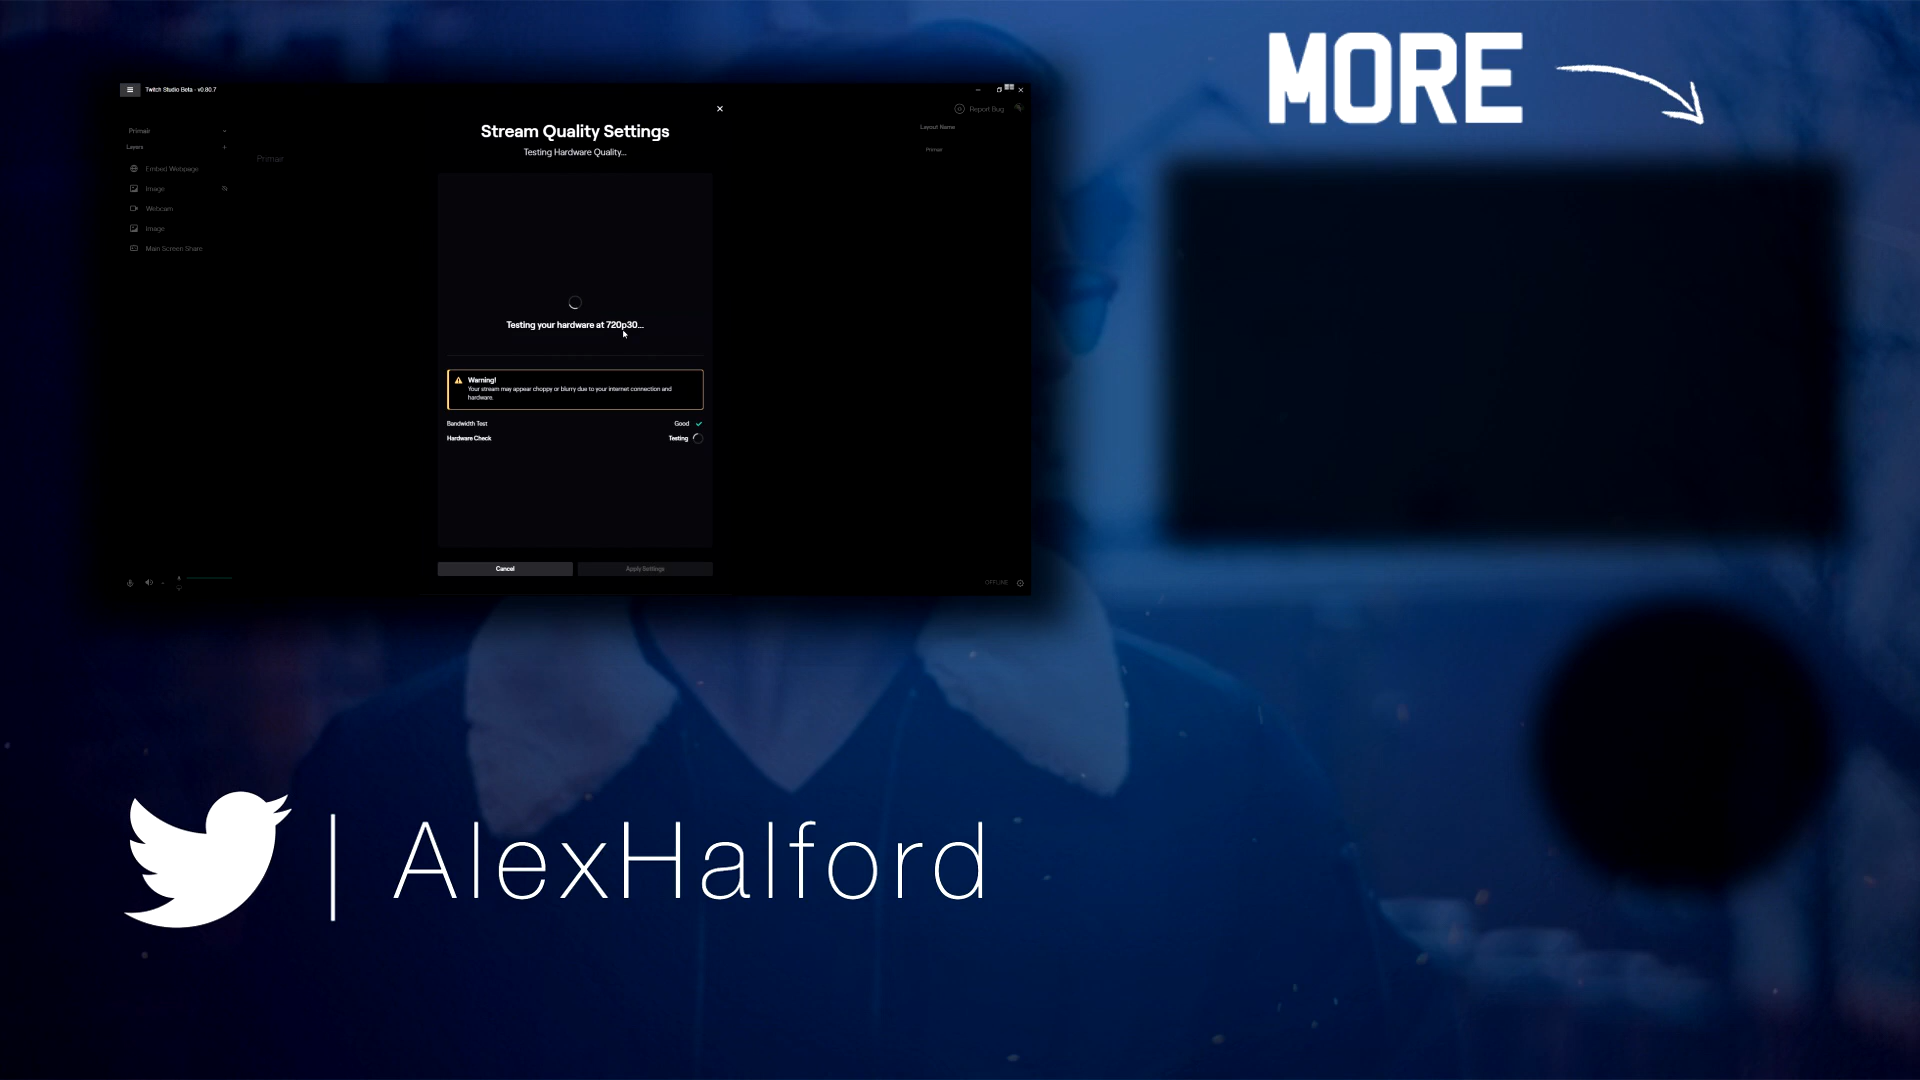 MORE
Twitch Studio Beta - v0.80.7
Report Bug
Stream Quality Settings
Testing Hardware Quality...
Primair
Layers
Embed Webpage
Image
Webcam
Image
Main Screen Share
Primair
Layout Name
Primair
Testing your hardware at 720p30...
Warning!
Your stream may appear choppy or blurry due to your internet connection and
hardware.
Bandwidth Test Good
Hardware Check Testing
Cancel
Apply Settings
OFFLINE
AlexHalford